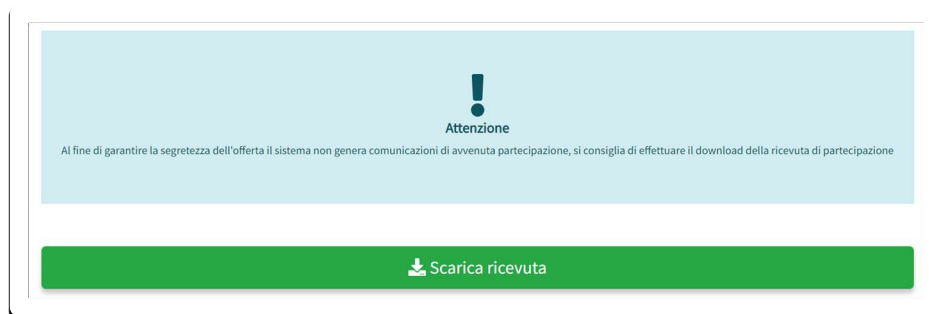 Attenzione
Al fine di garantire la segretezza dell'offerta il sistema non genera comunicazioni di avvenuta partecipazione, si consiglia di effettuare il download della ricevuta di partecipazione
Scarica ricevuta